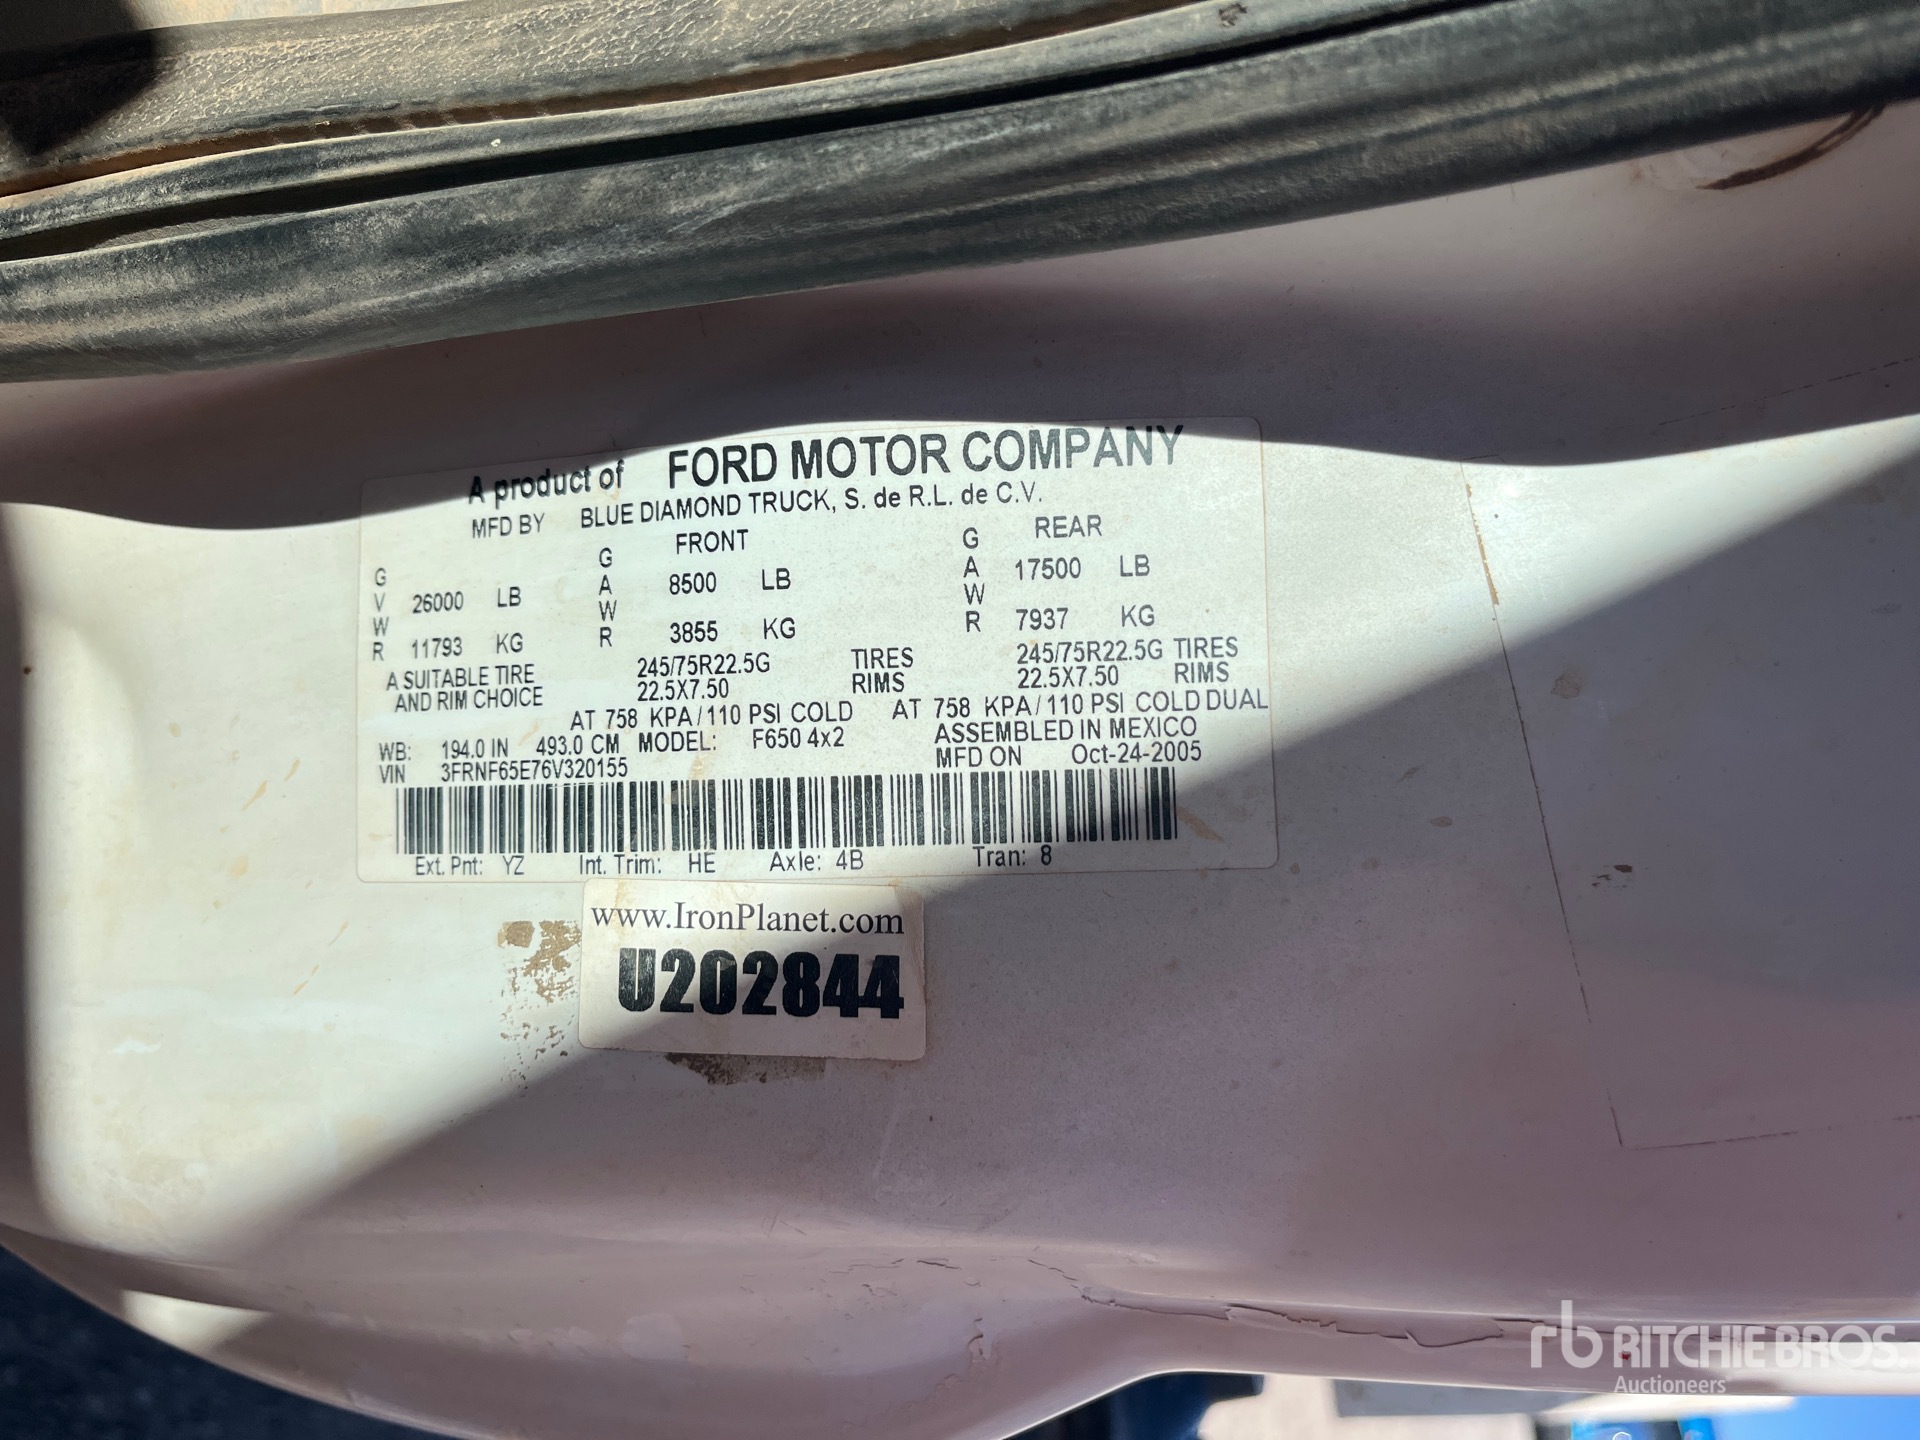 A product of FORD MOTOR COMPANY
MFD BY BLUE DIAMOND TRUCK, S. de R.L. de C.V.
GVWR 26000 LB GAWR FRONT 8500 LB GAWR REAR 17500 LB
11793 KG 3855 KG 7937 KG
A SUITABLE TIRE 245/75R22.5G TIRES 245/75R22.5G TIRES
AND RIM CHOICE 22.5X7.50 RIMS 22.5X7.50 RIMS
AT 758 KPA/110 PSI COLD AT 758 KPA/110 PSI COLD DUAL
WB: 194.0 IN 493.0 CM MODEL: F650 4x2 ASSEMBLED IN MEXICO
VIN 3FRNF65E76V320155 MFD ON Oct-24-2005
Ext. Pnt: YZ Int. Trim: HE Axle: 4B Tran: 8
www.IronPlanet.com
U202844
rb RITCHIE BROS.
Auctioneers